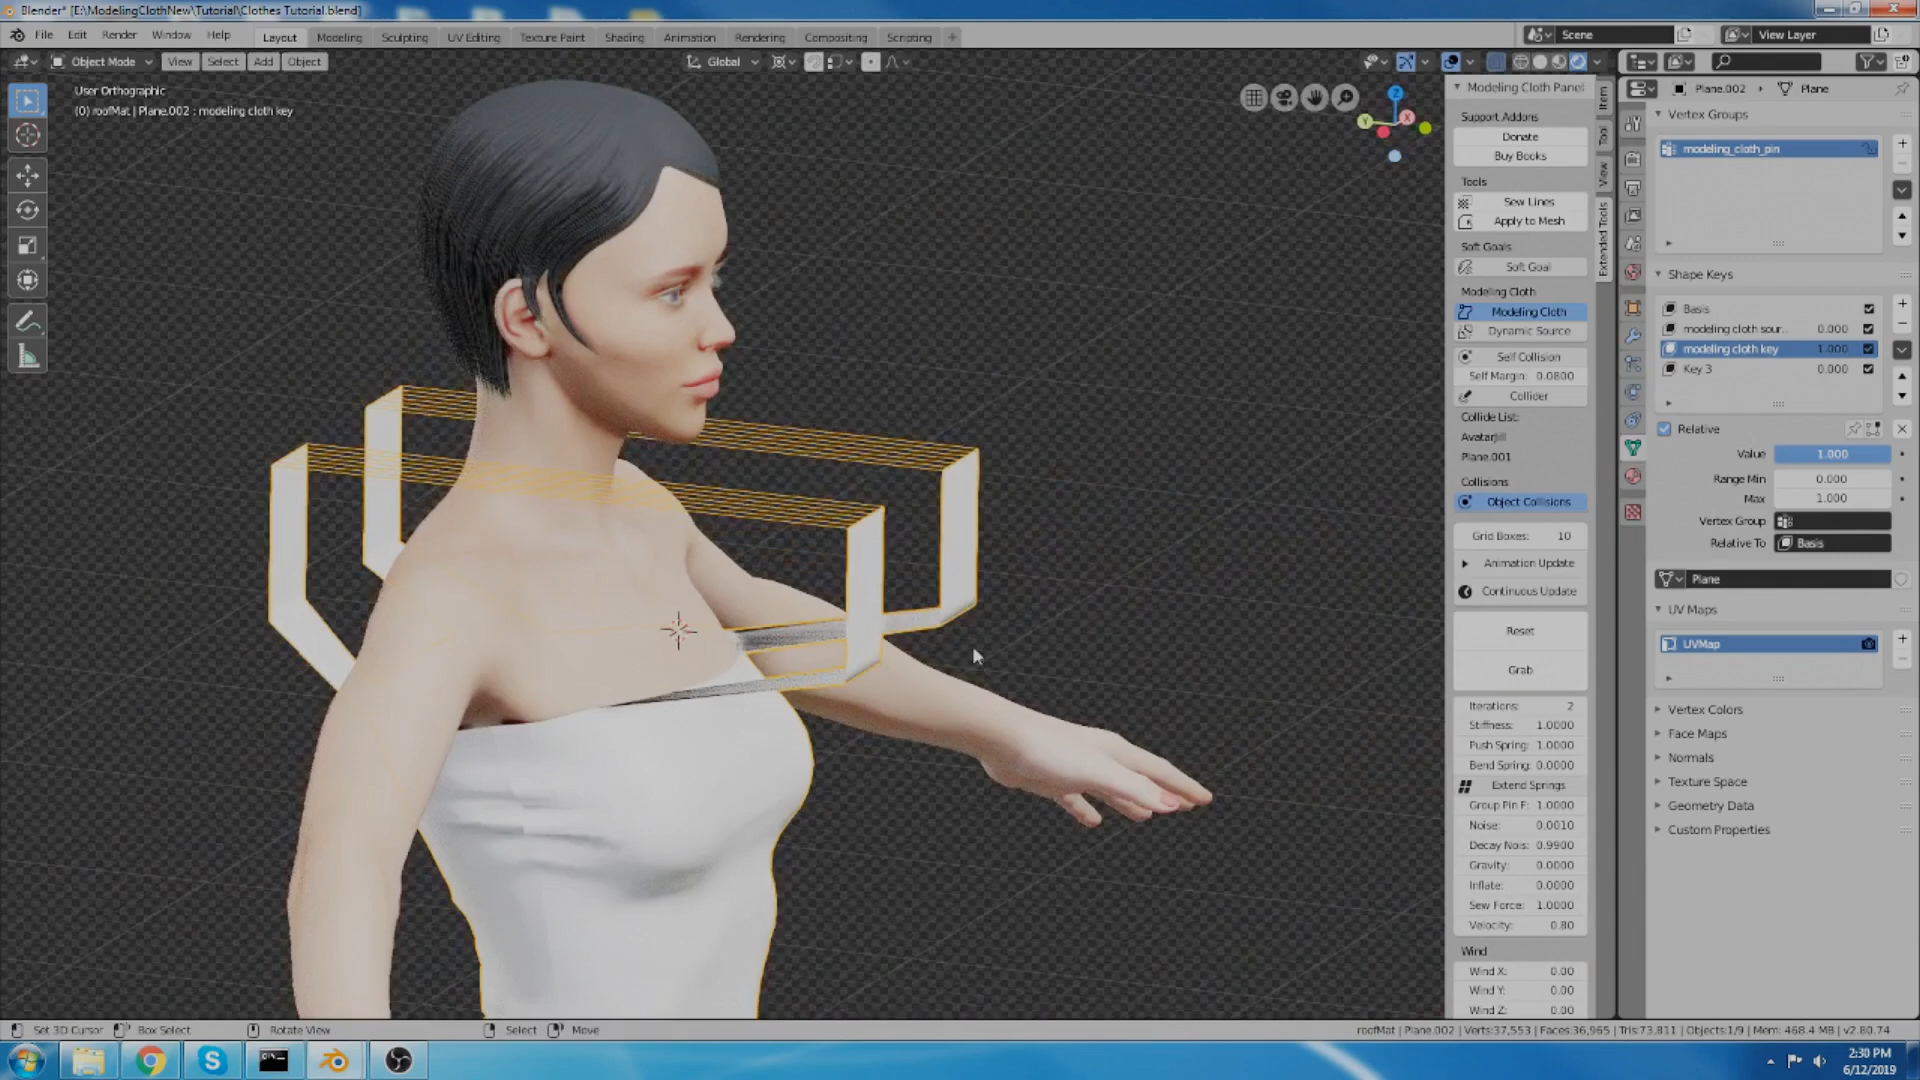 Blender* [E:\ModelingClothNew\Tutorial\Clothes Tutorial.blend]
File Edit Render Window Help Layout Modeling Sculpting UV Editing Texture Paint Shading Animation Rendering Compositing Scripting + Scene View Layer
Object Mode View Select Add Object Global
User Orthographic
(0) roofMat | Plane.002 : modeling cloth key
Z
Y
X
Modeling Cloth Panel
Support Addons
Donate
Buy Books
Tools
Sew Lines
Apply to Mesh
Soft Goals
Soft Goal
Modeling Cloth
Modeling Cloth
Dynamic Source
Self Collision
Self Margin: 0.0800
Collider
Collide List:
Plane.001
Collisions
Object Collisions
Grid Boxes: 10
Animation Update
Continuous Update
Reset
Grab
Iterations: 2
Stiffness: 1.0000
Push Spring: 1.0000
Bend Spring: 0.0000
Extend Springs
Group Pin F: 1.0000
Noise: 0.0010
Decay Nois: 0.9900
Gravity: 0.0000
Inflate: 0.0000
Sew Force: 1.0000
Velocity: 0.80
Wind
Wind X: 0.00
Wind Y: 0.00
Wind Z: 0.00
Item
Tool
View
Extended Tools
Plane.002 Plane
Vertex Groups
modeling_cloth_pin
Shape Keys
Basis
modeling cloth sour.. 0.000
modeling cloth key 1.000
Key 3 0.000
Relative
Value 1.000
Range Min 0.000
Max 1.000
Vertex Group
Relative To Basis
Plane
UV Maps
UVMap
Vertex Colors
Face Maps
Normals
Texture Space
Geometry Data
Custom Properties
Set 3D Cursor Box Select Rotate View Select Move roofMat | Plane.002 | Verts:37,553 | Faces:36,965 | Tris:73,811 | Objects:1/9 | Mem: 468.4 MB | v2.80.74
2:30 PM
6/12/2019